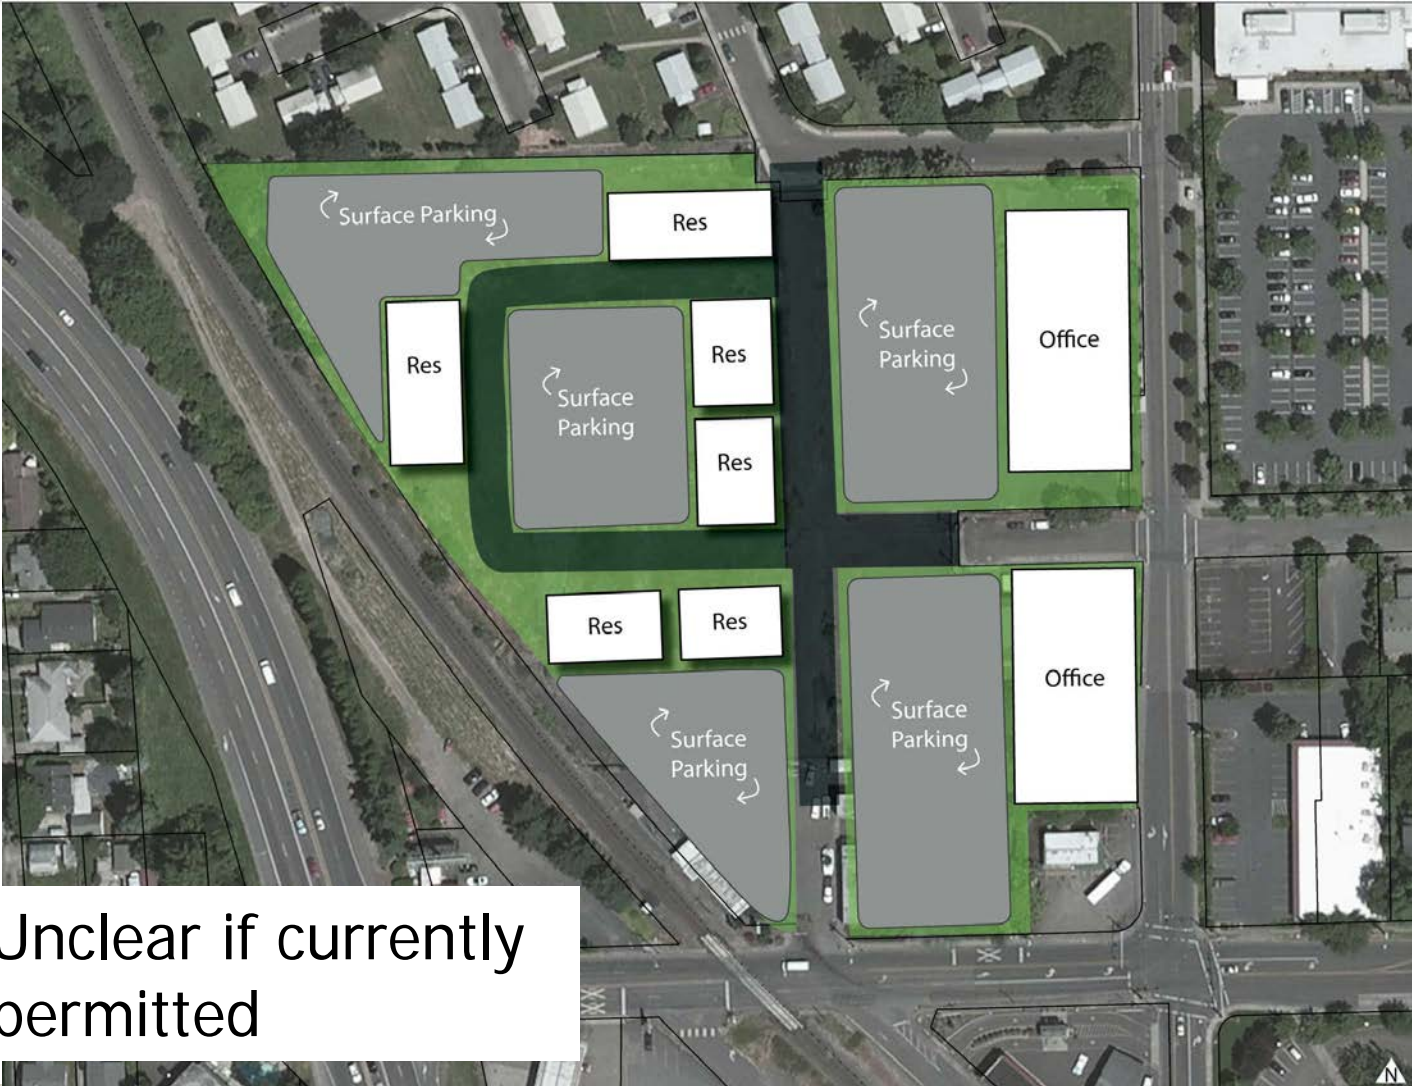 Surface Parking
Res
Res
Res
Surface
Parking
Surface
Parking
Office
Res
Res
Res
Surface
Parking
Surface
Parking
Office
Unclear if currently
permitted
N